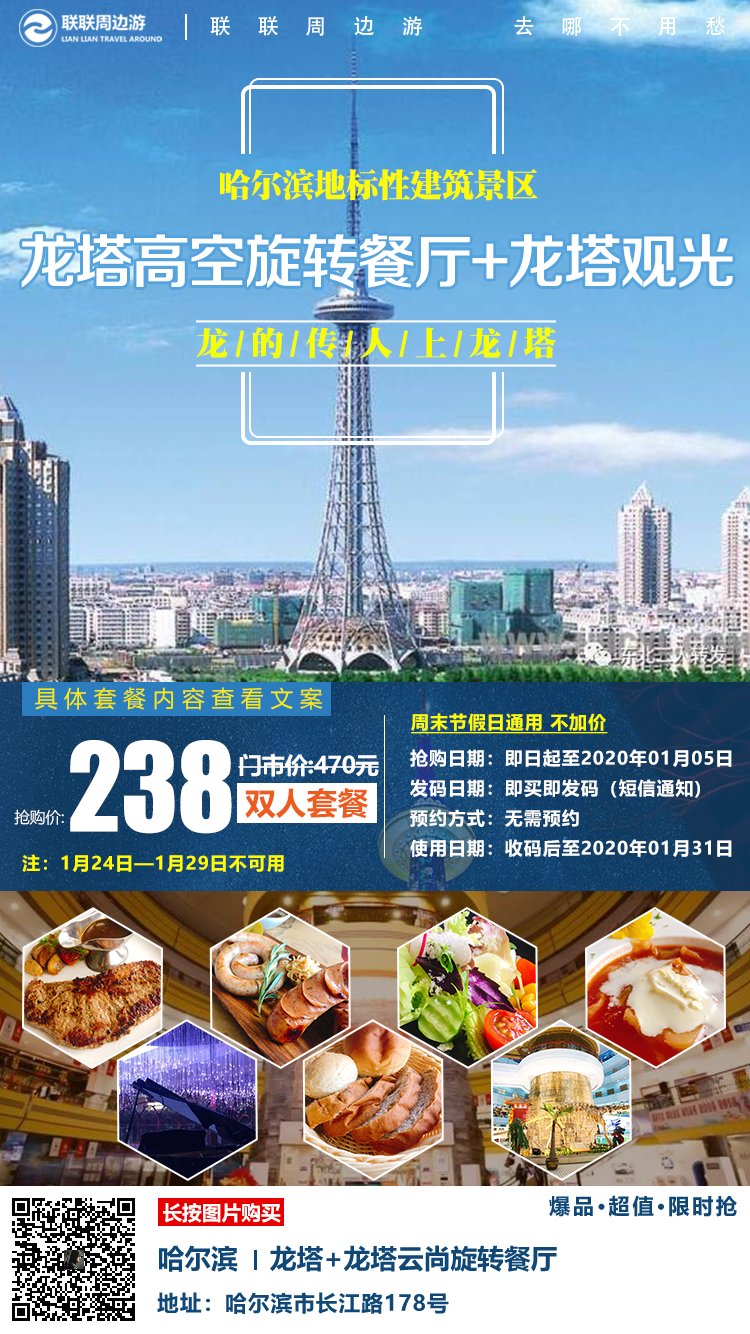 联联周边游
LIAN LIAN TRAVEL AROUND
联联周边游 去哪不用愁
哈尔滨地标性建筑景区
龙塔高空旋转餐厅+龙塔观光
龙/的/传/人/上/龙/塔
东北二人转发
具体套餐内容查看文案
抢购价:
238
门市价:470元
双人套餐
注：1月24日—1月29日不可用
周末节假日通用 不加价
抢购日期：即日起至2020年01月05日
发码日期：即买即发码（短信通知）
预约方式：无需预约
使用日期：收码后至2020年01月31日
长按图片购买
爆品·超值·限时抢
哈尔滨 | 龙塔+龙塔云尚旋转餐厅
地址：哈尔滨市长江路178号